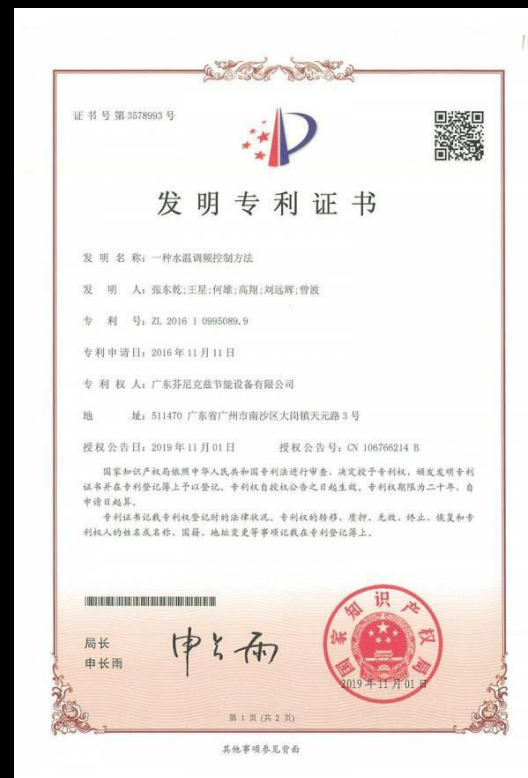 证书号第3578993号
发明专利证书
发 明 名 称：一种水温调频控制方法
发 明 人：张东乾;王星;何雄;高翔;刘远辉;曾波
专 利 号：ZL 2016 1 0995089.9
专利申请日：2016年11月11日
专 利 权 人：广东芬尼克兹节能设备有限公司
地 址：511470 广东省广州市南沙区大岗镇天元路3号
授权公告日：2019年11月01日 授权公告号：CN 106766214 B
国家知识产权局依照中华人民共和国专利法进行审查，决定授予专利权，颁发发明专利
证书并在专利登记簿上予以登记。专利权自授权公告之日起生效。专利权期限为二十年，自
申请日起算。
专利证书记载专利权登记时的法律状况。专利权的转移、质押、无效、终止、恢复和专
利权人的姓名或名称、国籍、地址变更等事项记载在专利登记簿上。
局长
申长雨
申长雨
国家知识产权局
2019年11月01日
第 1 页 (共 2 页)
其他事项参见背面